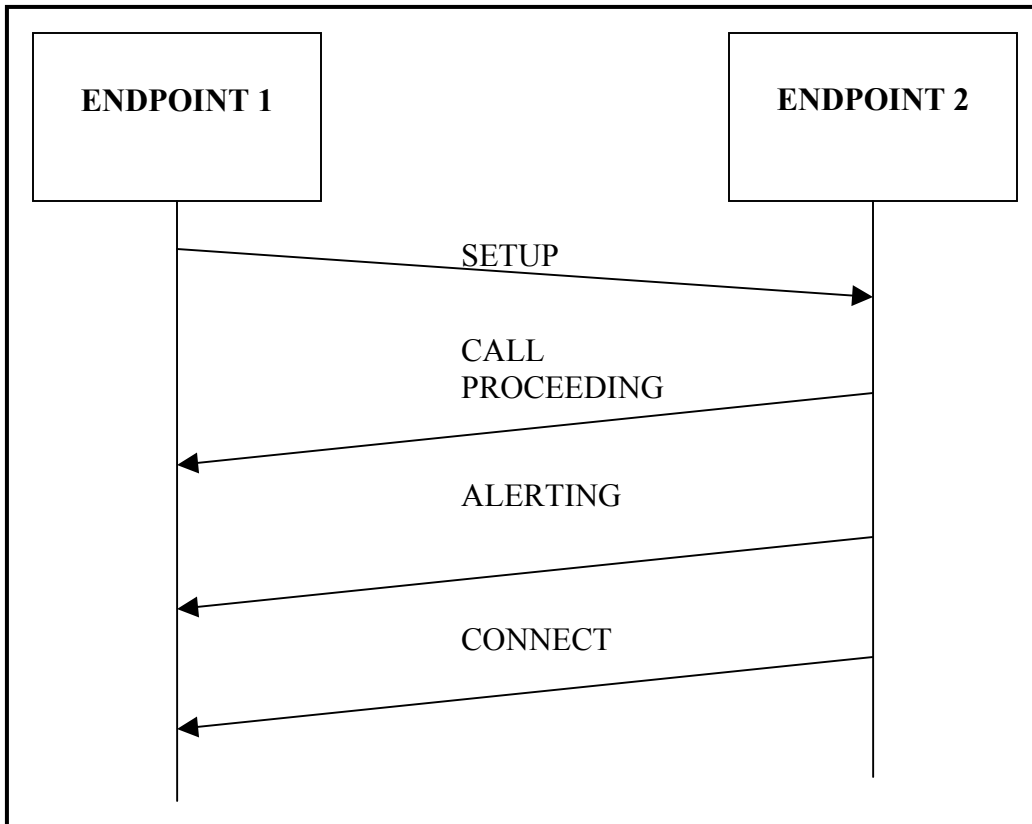 ENDPOINT 1
ENDPOINT 2
SETUP
CALL
PROCEEDING
ALERTING
CONNECT